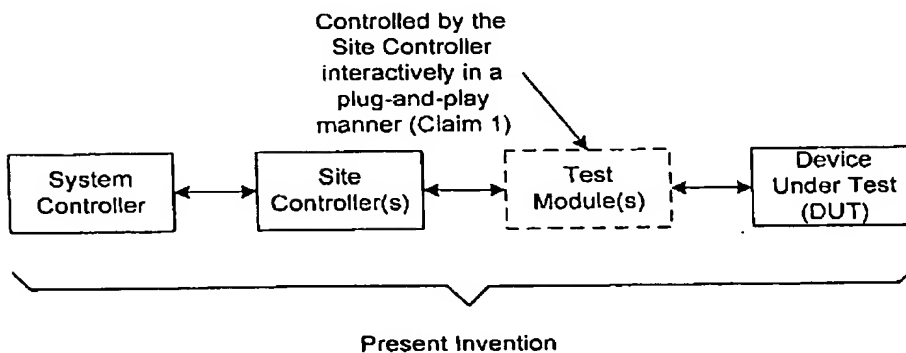 Controlled by the
Site Controller
interactively in a
plug-and-play
manner (Claim 1)
System
Controller
Site
Controller(s)
Test
Module(s)
Device
Under Test
(DUT)
Present Invention